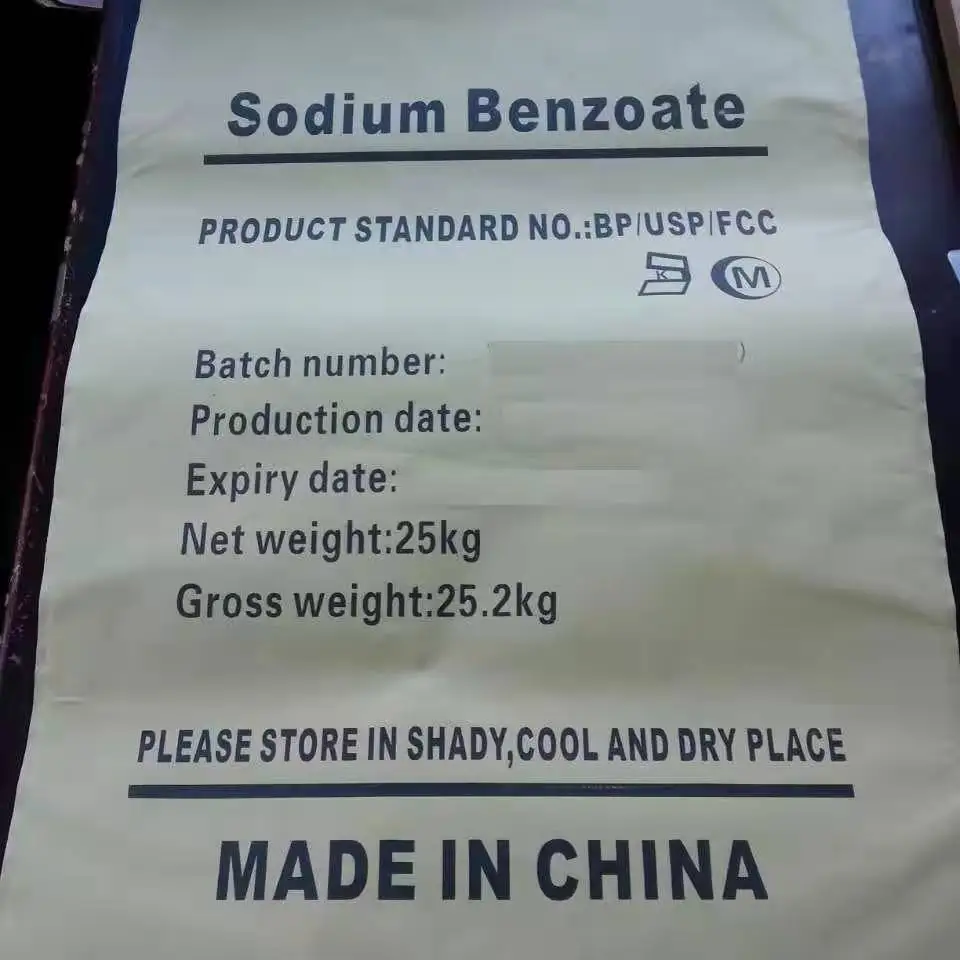 Sodium Benzoate
PRODUCT STANDARD NO.:BP/USP/FCC
K M
Batch number:
Production date:
Expiry date:
Net weight:25kg
Gross weight:25.2kg
PLEASE STORE IN SHADY,COOL AND DRY PLACE
MADE IN CHINA